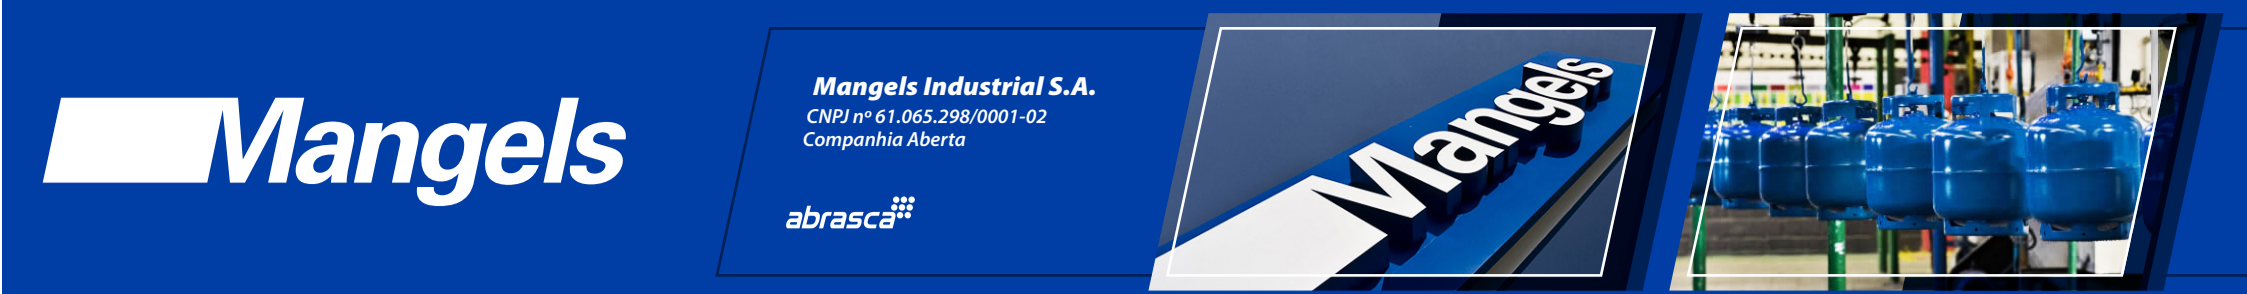 Mangels
Mangels Industrial S.A.
CNPJ nº 61.065.298/0001-02
Companhia Aberta
abrasca
Mangels